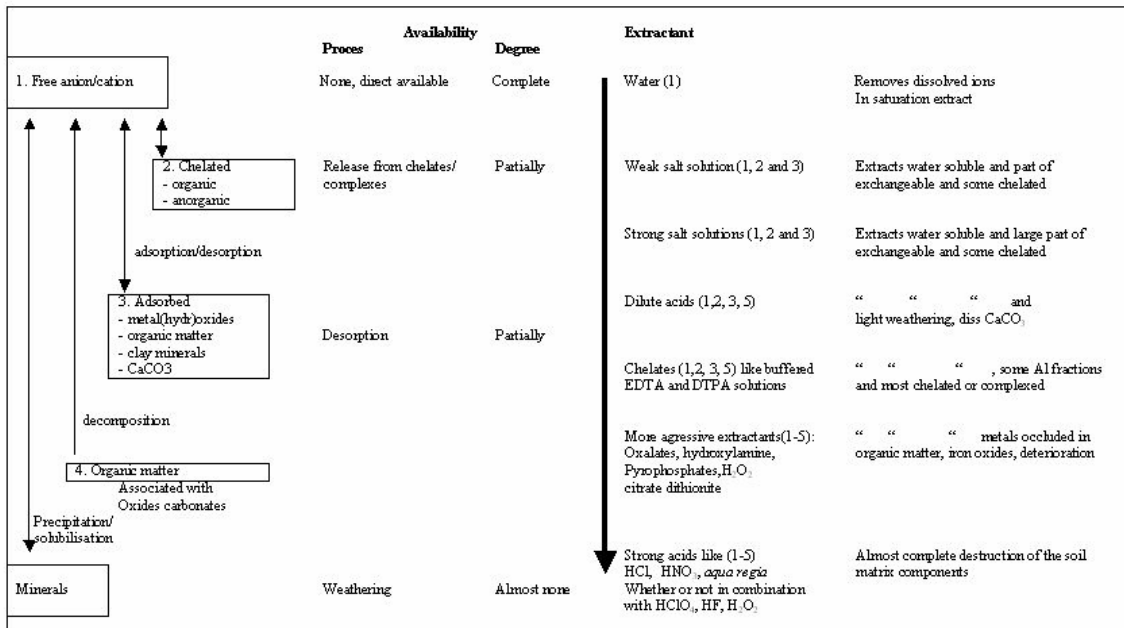 Availability
Proces
Degree
Extractant
1. Free anion/cation
None, direct available
Complete
Water (1)
Removes dissolved ions
In saturation extract
2. Chelated
- organic
- anorganic
Release from chelates/
complexes
Partially
Weak salt solution (1, 2 and 3)
Extracts water soluble and part of
exchangeable and some chelated
adsorption/desorption
Strong salt solutions (1, 2 and 3)
Extracts water soluble and large part of
exchangeable and some chelated
3. Adsorbed
- metal(hydr)oxides
- organic matter
- clay minerals
- CaCO3
Desorption
Partially
Dilute acids (1,2, 3, 5)
“ “ “ and
light weathering, diss CaCO₃
Chelates (1,2, 3, 5) like buffered
EDTA and DTPA solutions
“ “ “ , some Al fractions
and most chelated or complexed
decomposition
4. Organic matter
Associated with
Oxides carbonates
More agressive extractants(1-5):
Oxalates, hydroxylamine,
Pyrophosphates,H₂O₂
citrate dithionite
“ “ “ metals occluded in
organic matter, iron oxides, deterioration
Precipitation/
solubilisation
Minerals
Weathering
Almost none
Strong acids like (1-5)
HCl, HNO₃, aqua regia
Whether or not in combination
with HClO₄, HF, H₂O₂
Almost complete destruction of the soil
matrix components